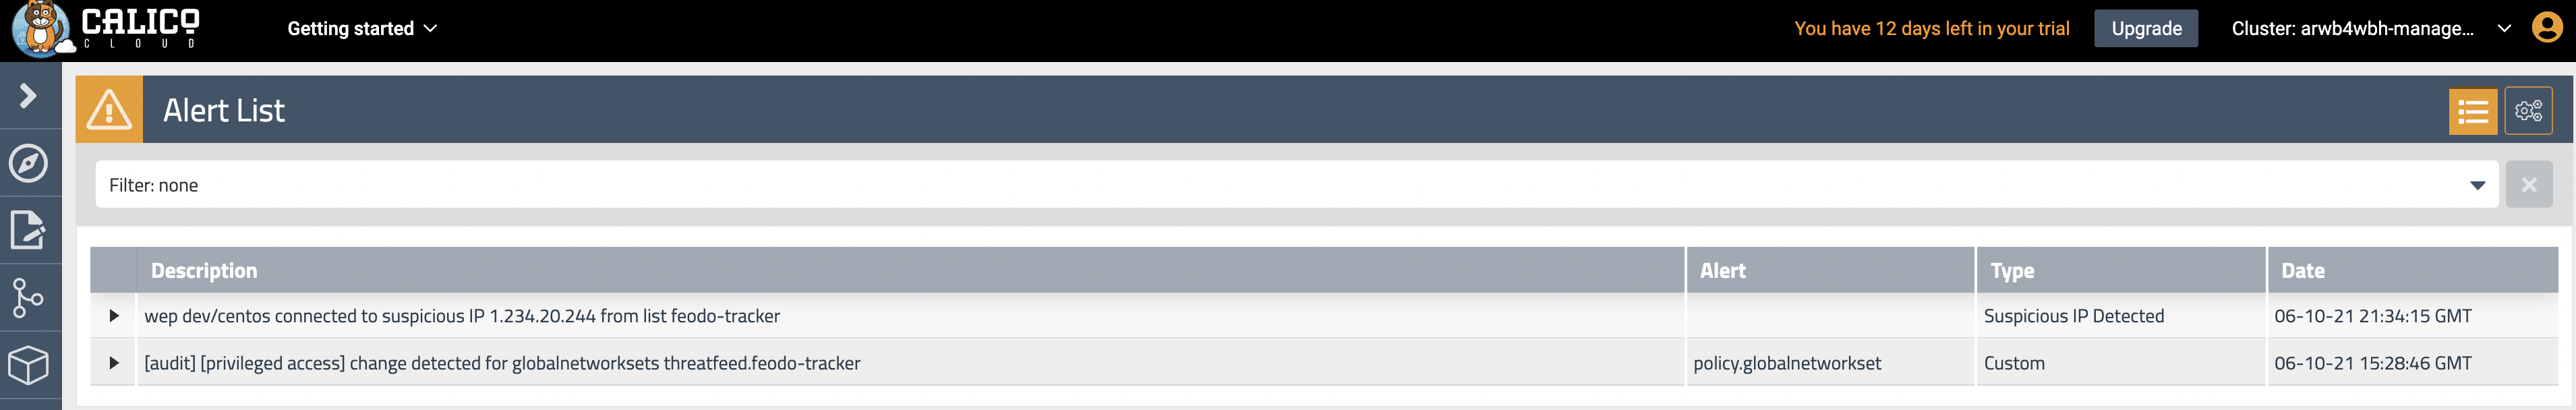 CALICO
CLOUD
Getting started
You have 12 days left in your trial
Upgrade
Cluster: arwb4wbh-manage...
Alert List
Filter: none
Description Alert Type Date
wep dev/centos connected to suspicious IP 1.234.20.244 from list feodo-tracker Suspicious IP Detected 06-10-21 21:34:15 GMT
[audit] [privileged access] change detected for globalnetworksets threatfeed.feodo-tracker policy.globalnetworkset Custom 06-10-21 15:28:46 GMT